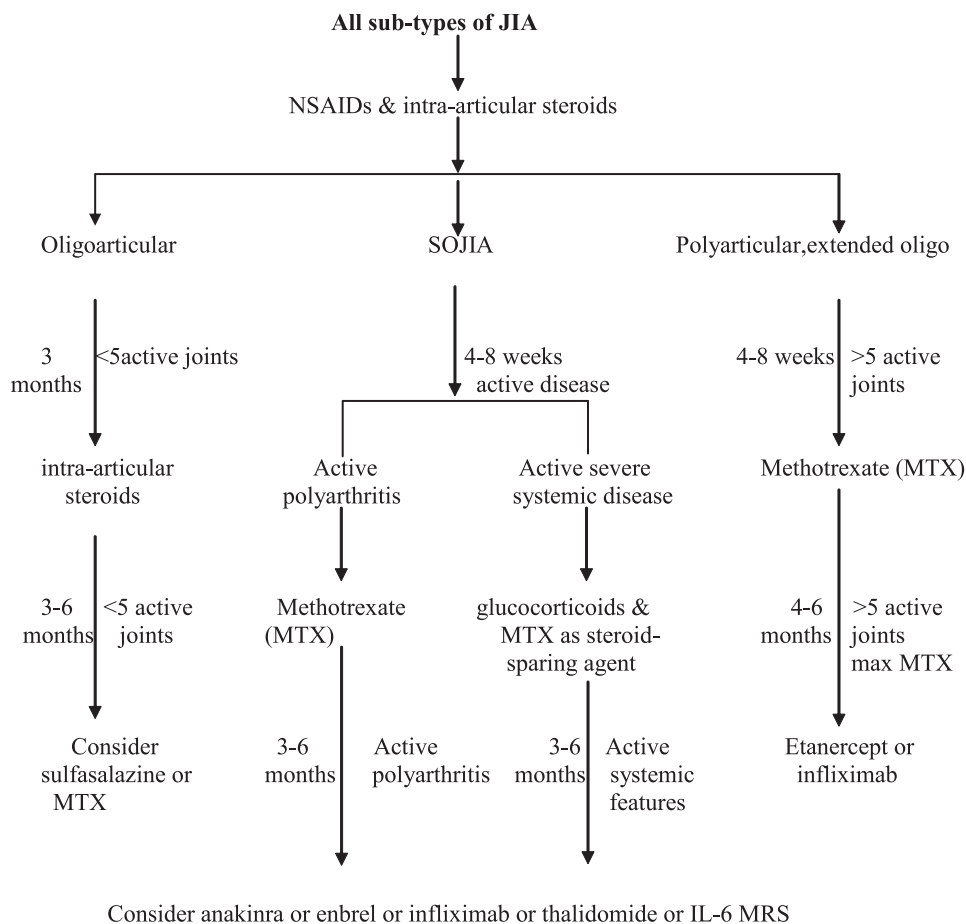 All sub-types of JIA
NSAIDs & intra-articular steroids
Oligoarticular
SOJIA
Polyarticular,extended oligo
3
months
<5active joints
4-8 weeks
active disease
4-8 weeks
>5 active
joints
intra-articular
steroids
Active
polyarthritis
Active severe
systemic disease
Methotrexate (MTX)
3-6
months
<5 active
joints
Methotrexate
(MTX)
glucocorticoids &
MTX as steroid-
sparing agent
4-6
months
>5 active
joints
max MTX
Consider
sulfasalazine or
MTX
3-6
months
Active
polyarthritis
3-6
months
Active
systemic
features
Etanercept or
infliximab
Consider anakinra or enbrel or infliximab or thalidomide or IL-6 MRS